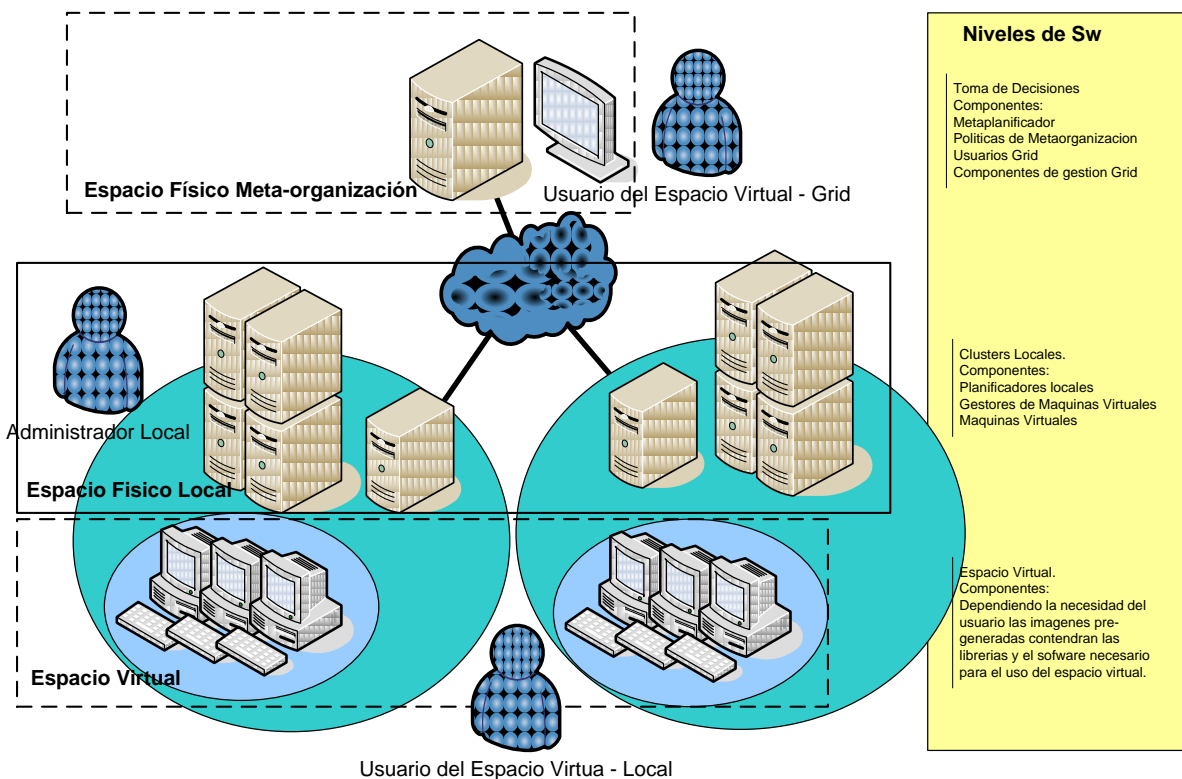 Niveles de Sw
Toma de Decisiones
Componentes:
Metaplanificador
Politicas de Metaorganizacion
Usuarios Grid
Componentes de gestion Grid
Espacio Físico Meta-organización
Usuario del Espacio Virtual - Grid
Clusters Locales.
Componentes:
Planificadores locales
Gestores de Maquinas Virtuales
Maquinas Virtuales
Administrador Local
Espacio Fisico Local
Espacio Virtual.
Componentes:
Dependiendo la necesidad del
usuario las imagenes pre-
generadas contendran las
librerias y el sofware necesario
para el uso del espacio virtual.
Espacio Virtual
Usuario del Espacio Virtua - Local